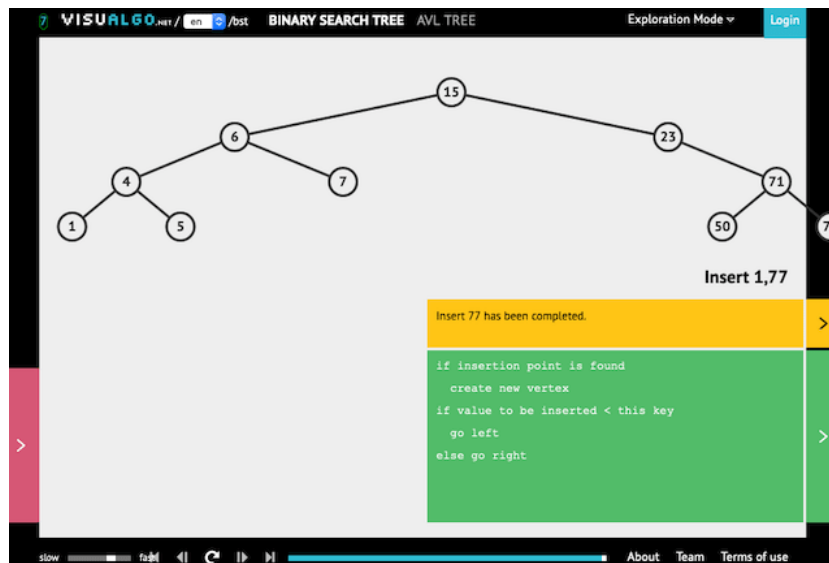 7 VISUALGO.NET / en /bst BINARY SEARCH TREE AVL TREE Exploration Mode Login
15
6 23
4 7 71
1 5 50
Insert 1,77
Insert 77 has been completed.
if insertion point is found
create new vertex
if value to be inserted < this key
go left
else go right
slow fast About Team Terms of use